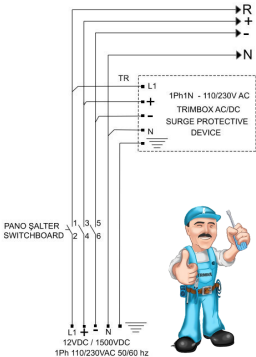 R
+
-
N
TR
L1
1Ph1N - 110/230V AC
+
TRIMBOX AC/DC
-
SURGE PROTECTIVE
N
DEVICE
PANO ŞALTER
SWITCHBOARD
1 3 5
2 4 6
L1 + - N
12VDC / 1500VDC
1Ph 110/230VAC 50/60 hz